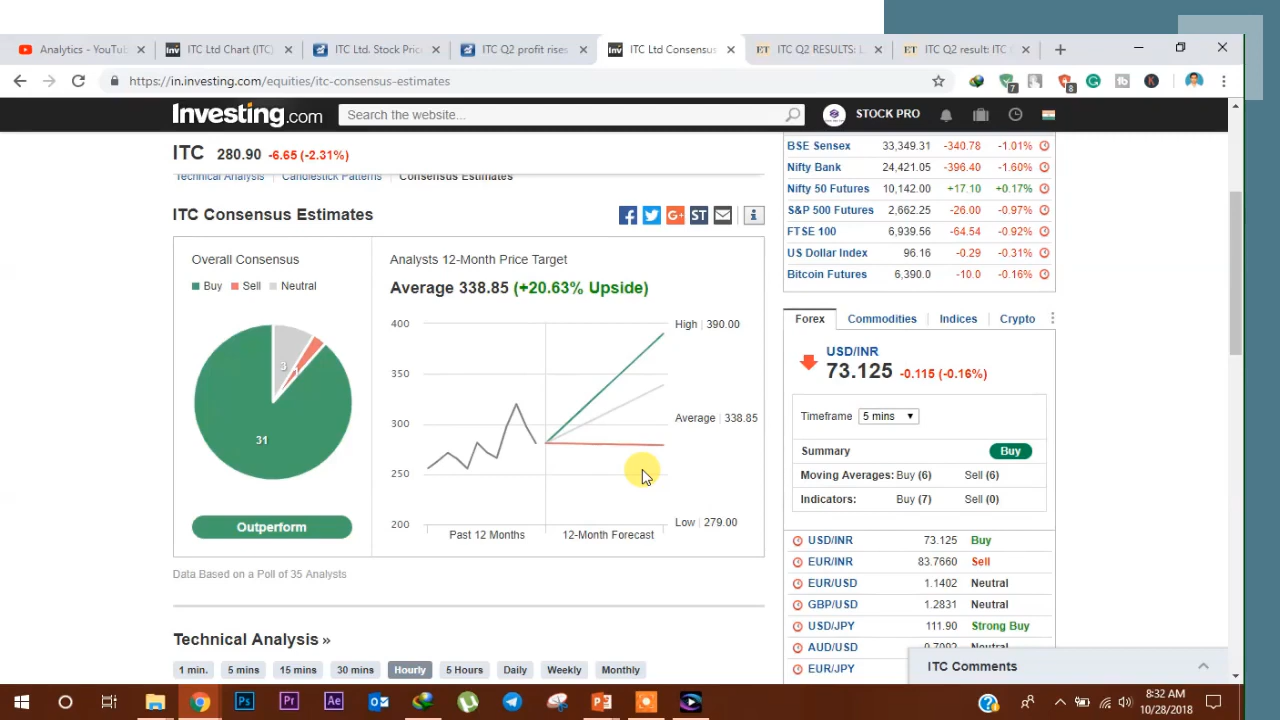 Analytics - YouTu
ITC Ltd Chart (ITC)
ITC Ltd. Stock Pric
ITC Q2 profit rises
ITC Ltd Consensus
ITC Q2 RESULTS: L
ITC Q2 result: ITC
https://in.investing.com/equities/itc-consensus-estimates
7
8
Investing.com
Search the website...
STOCK PRO
ITC 280.90 -6.65 (-2.31%)
Technical Analysis Candlestick Patterns Consensus Estimates
ITC Consensus Estimates
ST
Overall Consensus
Buy Sell Neutral
3
1
31
Outperform
Analysts 12-Month Price Target
Average 338.85 (+20.63% Upside)
400
350
300
250
200
High | 390.00
Average | 338.85
Low | 279.00
Past 12 Months 12-Month Forecast
Data Based on a Poll of 35 Analysts
Technical Analysis »
1 min. 5 mins 15 mins 30 mins Hourly 5 Hours Daily Weekly Monthly
BSE Sensex 33,349.31 -340.78 -1.01%
Nifty Bank 24,421.05 -396.40 -1.60%
Nifty 50 Futures 10,142.00 +17.10 +0.17%
S&P 500 Futures 2,662.25 -26.00 -0.97%
FTSE 100 6,939.56 -64.54 -0.92%
US Dollar Index 96.16 -0.29 -0.31%
Bitcoin Futures 6,390.0 -10.0 -0.16%
Forex Commodities Indices Crypto
USD/INR
73.125 -0.115 (-0.16%)
Timeframe 5 mins
Summary Buy
Moving Averages: Buy (6) Sell (6)
Indicators: Buy (7) Sell (0)
USD/INR 73.125 Buy
EUR/INR 83.7660 Sell
EUR/USD 1.1402 Neutral
GBP/USD 1.2831 Neutral
USD/JPY 111.90 Strong Buy
AUD/USD 0.7092 Neutral
EUR/JPY
ITC Comments
8:32 AM
10/28/2018